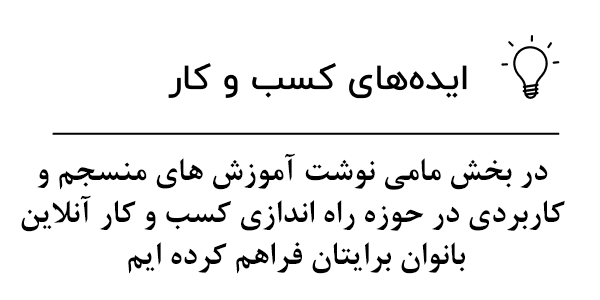 ایده‌های کسب و کار
در بخش مامی نوشت آموزش های منسجم و
کاربردی در حوزه راه اندازی کسب و کار آنلاین
بانوان برایتان فراهم کرده ایم